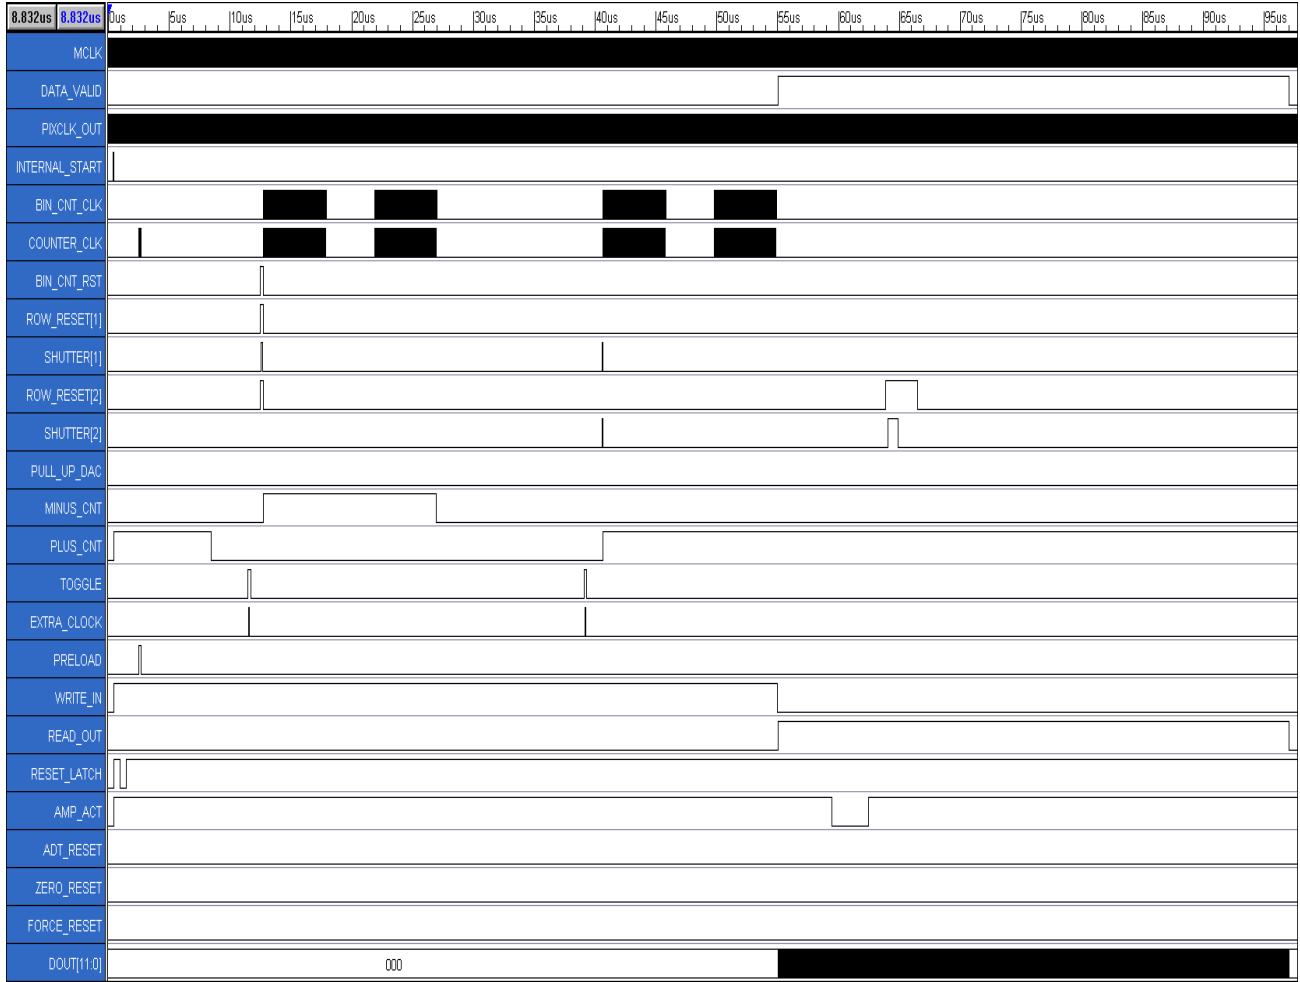 8.832us 8.832us 0us 5us 10us 15us 20us 25us 30us 35us 40us 45us 50us 55us 60us 65us 70us 75us 80us 85us 90us 95us
MCLK
DATA_VALID
PIXCLK_OUT
INTERNAL_START
BIN_CNT_CLK
COUNTER_CLK
BIN_CNT_RST
ROW_RESET[1]
SHUTTER[1]
ROW_RESET[2]
SHUTTER[2]
PULL_UP_DAC
MINUS_CNT
PLUS_CNT
TOGGLE
EXTRA_CLOCK
PRELOAD
WRITE_IN
READ_OUT
RESET_LATCH
AMP_ACT
ADT_RESET
ZERO_RESET
FORCE_RESET
DOUT[11:0] 000